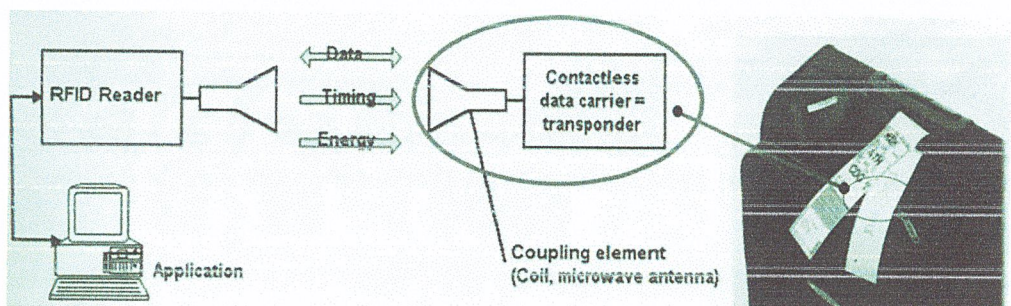 RFID Reader
Data
Timing
Energy
Contactless
data carrier =
transponder
Application
Coupling element
(Coil, microwave antenna)